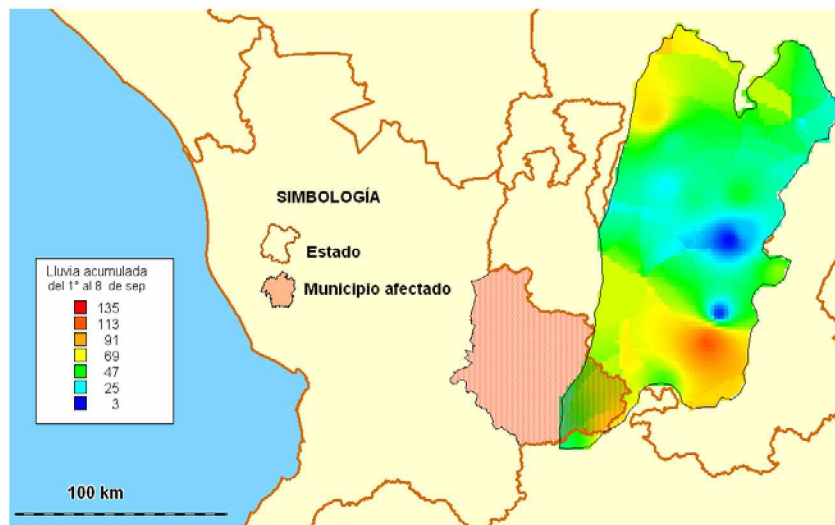 SIMBOLOGÍA
Estado
Municipio afectado
Lluvia acumulada
del 1° al 8 de sep
135
113
91
69
47
25
3
100 km